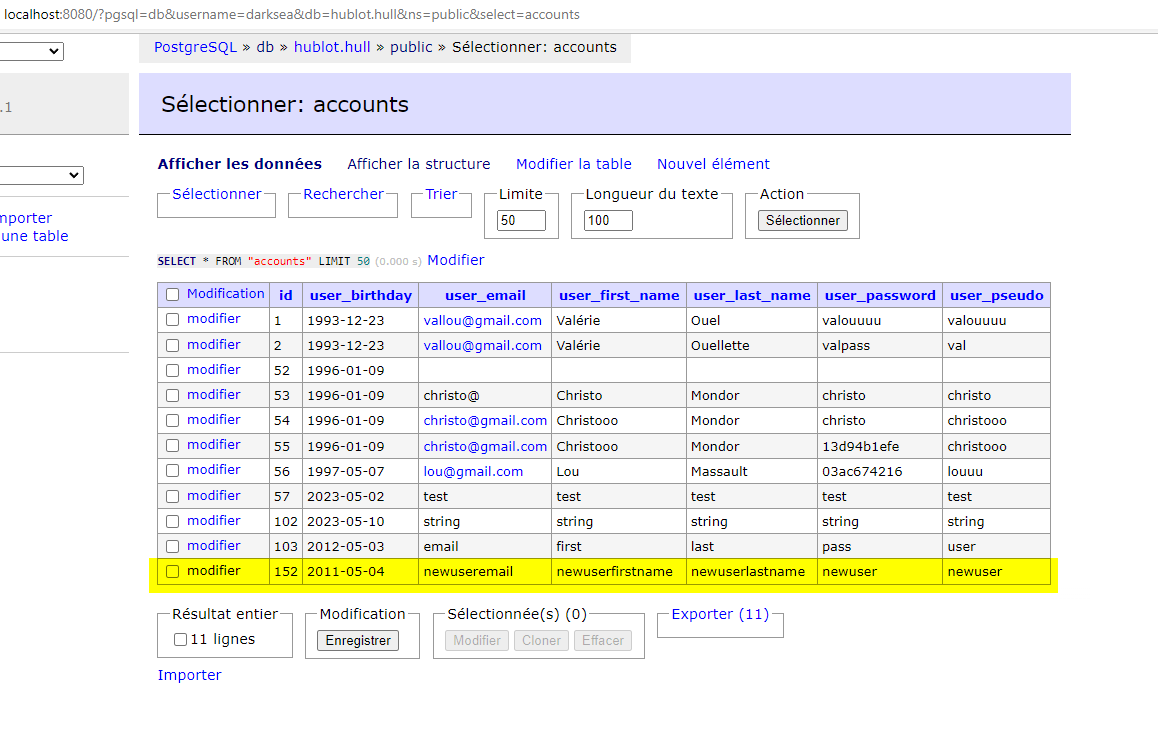 localhost:8080/?pgsql=db&username=darksea&db=hublot.hull&ns=public&select=accounts
PostgreSQL » db » hublot.hull » public » Sélectionner: accounts
.1
Sélectionner: accounts
Afficher les données Afficher la structure Modifier la table Nouvel élément
Sélectionner Rechercher Trier Limite Longueur du texte Action
50 100 Sélectionner
mporter
une table
SELECT * FROM "accounts" LIMIT 50 (0.000 s) Modifier
Modification id user_birthday user_email user_first_name user_last_name user_password user_pseudo
modifier 1 1993-12-23 vallou@gmail.com Valérie Ouel valouuuu valouuuu
modifier 2 1993-12-23 vallou@gmail.com Valérie Ouellette valpass val
modifier 52 1996-01-09
modifier 53 1996-01-09 christo@ Christo Mondor christo christo
modifier 54 1996-01-09 christo@gmail.com Christooo Mondor christo christooo
modifier 55 1996-01-09 christo@gmail.com Christooo Mondor 13d94b1efe christooo
modifier 56 1997-05-07 lou@gmail.com Lou Massault 03ac674216 louuu
modifier 57 2023-05-02 test test test test test
modifier 102 2023-05-10 string string string string string
modifier 103 2012-05-03 email first last pass user
modifier 152 2011-05-04 newuseremail newuserfirstname newuserlastname newuser newuser
Résultat entier Modification Sélectionnée(s) (0) Exporter (11)
11 lignes Enregistrer Modifier Cloner Effacer
Importer